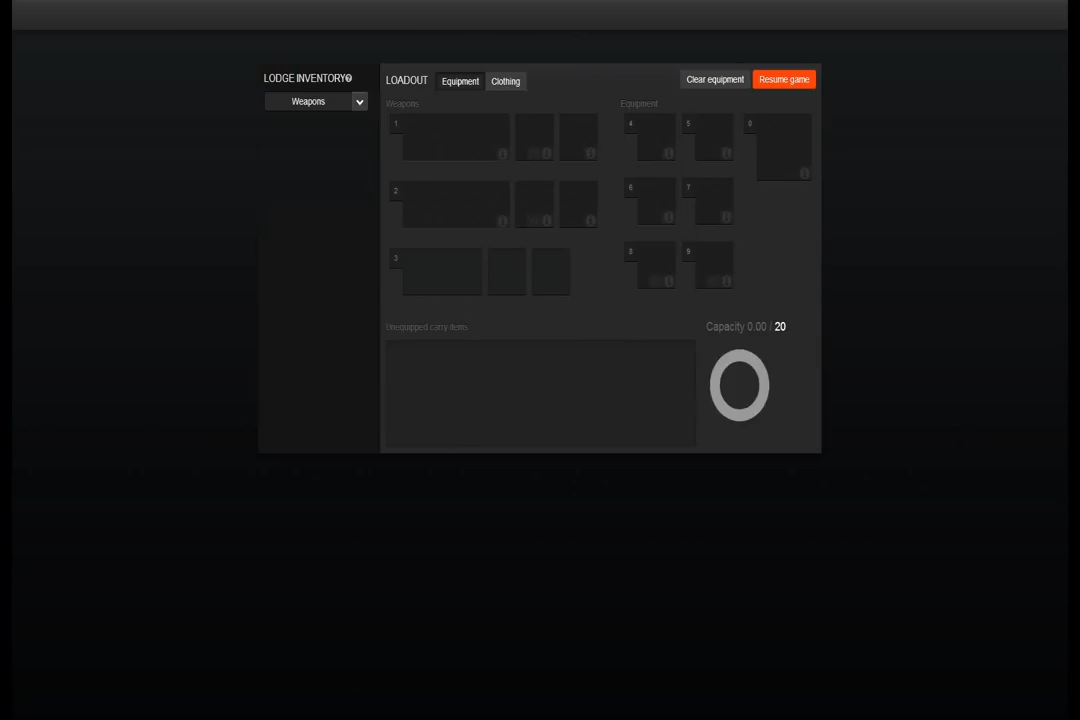 LODGE INVENTORY
Weapons
LOADOUT
Equipment
Clothing
Clear equipment
Resume game
Weapons
1
2
3
Equipment
4
5
0
6
7
8
9
Unequipped carry items
Capacity 0.00 | 20